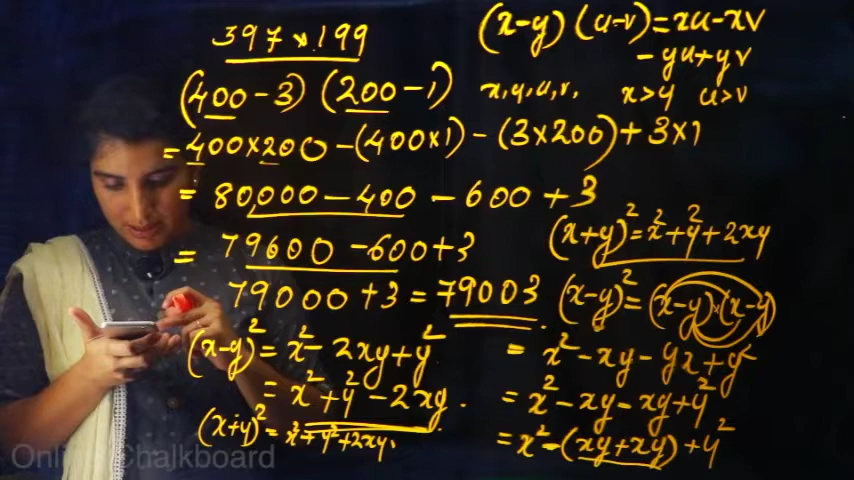 397 × 199
(400 - 3) (200 - 1)
= 400×200 - (400×1) - (3×200) + 3×1
= 80,000 - 400 - 600 + 3
= 79600 - 600 + 3
79000 + 3 = 79003
(x-y)² = x² - 2xy + y²
= x² + y² - 2xy.
(x+y)² = x² + y² + 2xy.
(x-y) (u-v) = xu - xv
- yu + yv
x, y, u, v, x>y u>v
(x+y)² = x² + y² + 2xy
(x-y)² = (x-y)×(x-y)
= x² - xy - yx + y²
= x² - xy - xy + y²
= x² - (xy + xy) + y²
Online Chalkboard